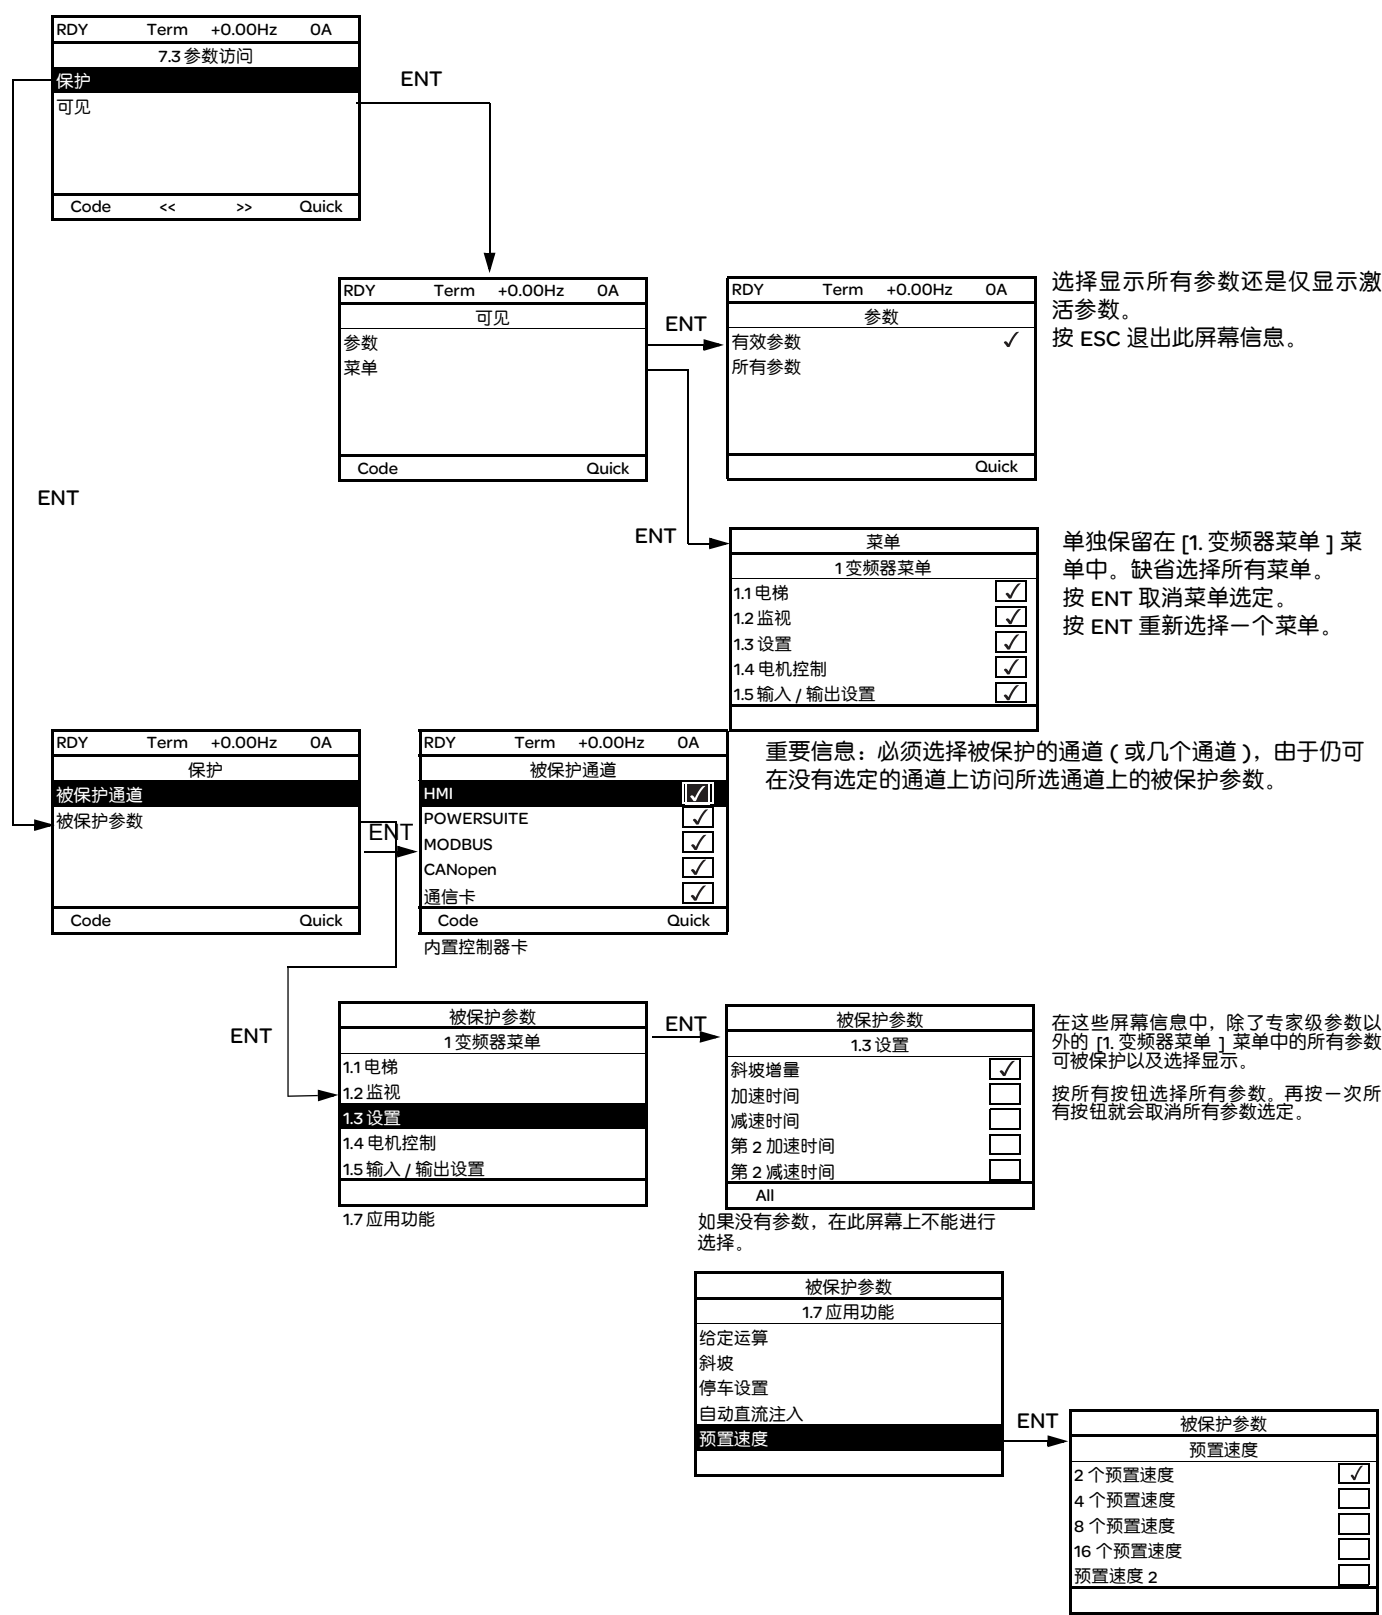 RDY Term +0.00Hz 0A
7.3 参数访问
保护
可见
Code << >> Quick
ENT
ENT
RDY Term +0.00Hz 0A
可见
参数
菜单
Code Quick
ENT
RDY Term +0.00Hz 0A
参数
有效参数 ✓
所有参数
Quick
选择显示所有参数还是仅显示激
活参数。
按 ESC 退出此屏幕信息。
ENT
菜单
1 变频器菜单
1.1 电梯 ✓
1.2 监视 ✓
1.3 设置 ✓
1.4 电机控制 ✓
1.5 输入 / 输出设置 ✓
单独保留在 [1. 变频器菜单 ] 菜
单中。缺省选择所有菜单。
按 ENT 取消菜单选定。
按 ENT 重新选择一个菜单。
RDY Term +0.00Hz 0A
保护
被保护通道
被保护参数
Code Quick
ENT
RDY Term +0.00Hz 0A
被保护通道
HMI ✓
POWERSUITE ✓
MODBUS ✓
CANopen ✓
通信卡 ✓
Code Quick
内置控制器卡
重要信息：必须选择被保护的通道 ( 或几个通道 )，由于仍可
在没有选定的通道上访问所选通道上的被保护参数。
ENT
被保护参数
1 变频器菜单
1.1 电梯
1.2 监视
1.3 设置
1.4 电机控制
1.5 输入 / 输出设置
1.7 应用功能
ENT
被保护参数
1.3 设置
斜坡增量 ✓
加速时间
减速时间
第 2 加速时间
第 2 减速时间
All
如果没有参数，在此屏幕上不能进行
选择。
在这些屏幕信息中，除了专家级参数以
外的 [1. 变频器菜单 ] 菜单中的所有参数
可被保护以及选择显示。
按所有按钮选择所有参数。再按一次所
有按钮就会取消所有参数选定。
被保护参数
1.7 应用功能
给定运算
斜坡
停车设置
自动直流注入
预置速度
ENT
被保护参数
预置速度
2 个预置速度 ✓
4 个预置速度
8 个预置速度
16 个预置速度
预置速度 2